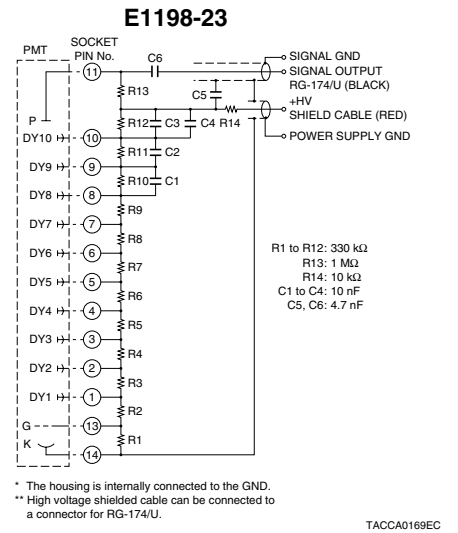 E1198-23
PMT
SOCKET
PIN No.
C6
SIGNAL GND
SIGNAL OUTPUT
RG-174/U (BLACK)
+HV
SHIELD CABLE (RED)
POWER SUPPLY GND
11
R13
C5
P
R12 C3 C4 R14
DY10 10
R11 C2
DY9 9
R10 C1
DY8 8
R9
DY7 7
R8
DY6 6
R7
DY5 5
R6
DY4 4
R5
DY3 3
R4
DY2 2
R3
DY1 1
R2
G 13
R1
K
14
R1 to R12: 330 kΩ
R13: 1 MΩ
R14: 10 kΩ
C1 to C4: 10 nF
C5, C6: 4.7 nF
* The housing is internally connected to the GND.
** High voltage shielded cable can be connected to
a connector for RG-174/U.
TACCA0169EC